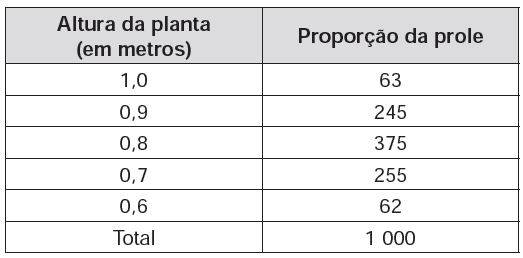 Altura da planta
(em metros)
Proporção da prole
1,0 63
0,9 245
0,8 375
0,7 255
0,6 62
Total 1 000